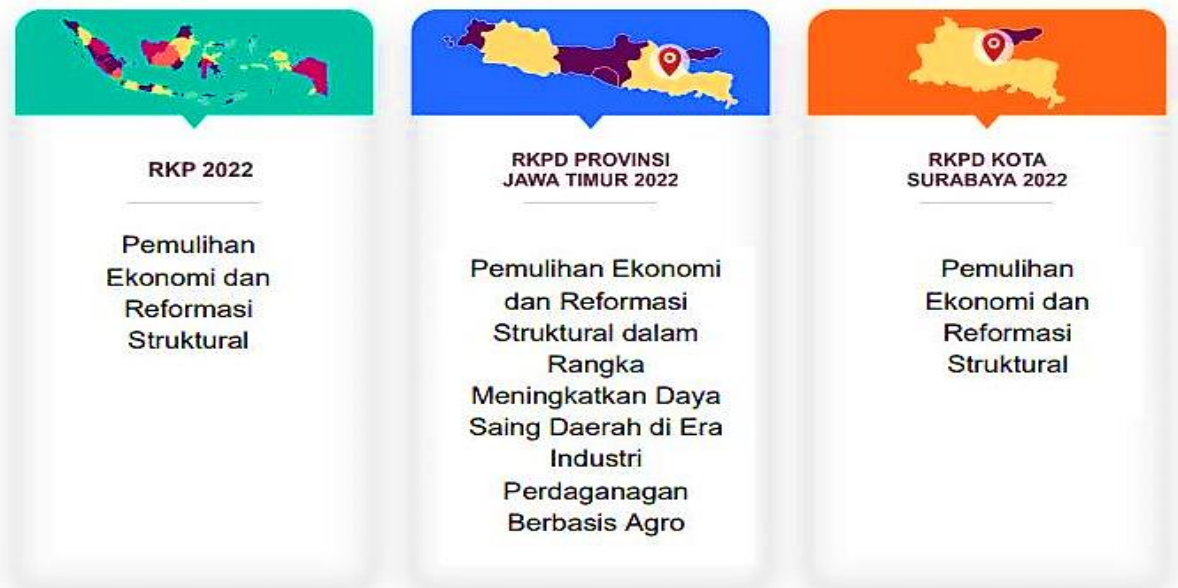 RKP 2022
Pemulihan
Ekonomi dan
Reformasi
Struktural
RKPD PROVINSI
JAWA TIMUR 2022
Pemulihan Ekonomi
dan Reformasi
Struktural dalam
Rangka
Meningkatkan Daya
Saing Daerah di Era
Industri
Perdaganagan
Berbasis Agro
RKPD KOTA
SURABAYA 2022
Pemulihan
Ekonomi dan
Reformasi
Struktural